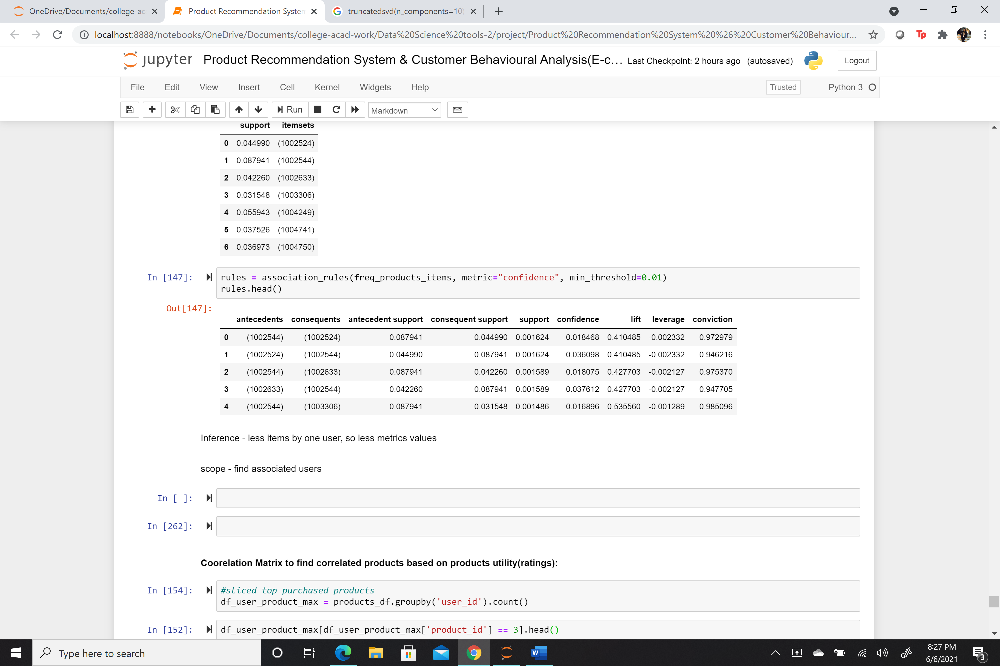 OneDrive/Documents/college-ac
Product Recommendation System
truncatedsvd(n_components=10)
localhost:8888/notebooks/OneDrive/Documents/college-acad-work/Data%20Science%20tools-2/project/Product%20Recommendation%20System%20%26%20Customer%20Behaviour...
Tp
jupyter Product Recommendation System & Customer Behavioural Analysis(E-c... Last Checkpoint: 2 hours ago (autosaved) Logout
File Edit View Insert Cell Kernel Widgets Help Trusted Python 3
Run Markdown
support itemsets
0 0.044990 (1002524)
1 0.087941 (1002544)
2 0.042260 (1002633)
3 0.031548 (1003306)
4 0.055943 (1004249)
5 0.037526 (1004741)
6 0.036973 (1004750)
In [147]: rules = association_rules(freq_products_items, metric="confidence", min_threshold=0.01)
rules.head()
Out[147]:
antecedents consequents antecedent support consequent support support confidence lift leverage conviction
0 (1002544) (1002524) 0.087941 0.044990 0.001624 0.018468 0.410485 -0.002332 0.972979
1 (1002524) (1002544) 0.044990 0.087941 0.001624 0.036098 0.410485 -0.002332 0.946216
2 (1002544) (1002633) 0.087941 0.042260 0.001589 0.018075 0.427703 -0.002127 0.975370
3 (1002633) (1002544) 0.042260 0.087941 0.001589 0.037612 0.427703 -0.002127 0.947705
4 (1002544) (1003306) 0.087941 0.031548 0.001486 0.016896 0.535560 -0.001289 0.985096
Inference - less items by one user, so less metrics values
scope - find associated users
In [ ]:
In [262]:
Coorelation Matrix to find correlated products based on products utility(ratings):
In [154]: #sliced top purchased products
df_user_product_max = products_df.groupby('user_id').count()
In [152]: df_user_product_max[df_user_product_max['product_id'] == 3].head()
Type here to search
W
8:27 PM
6/6/2021
3